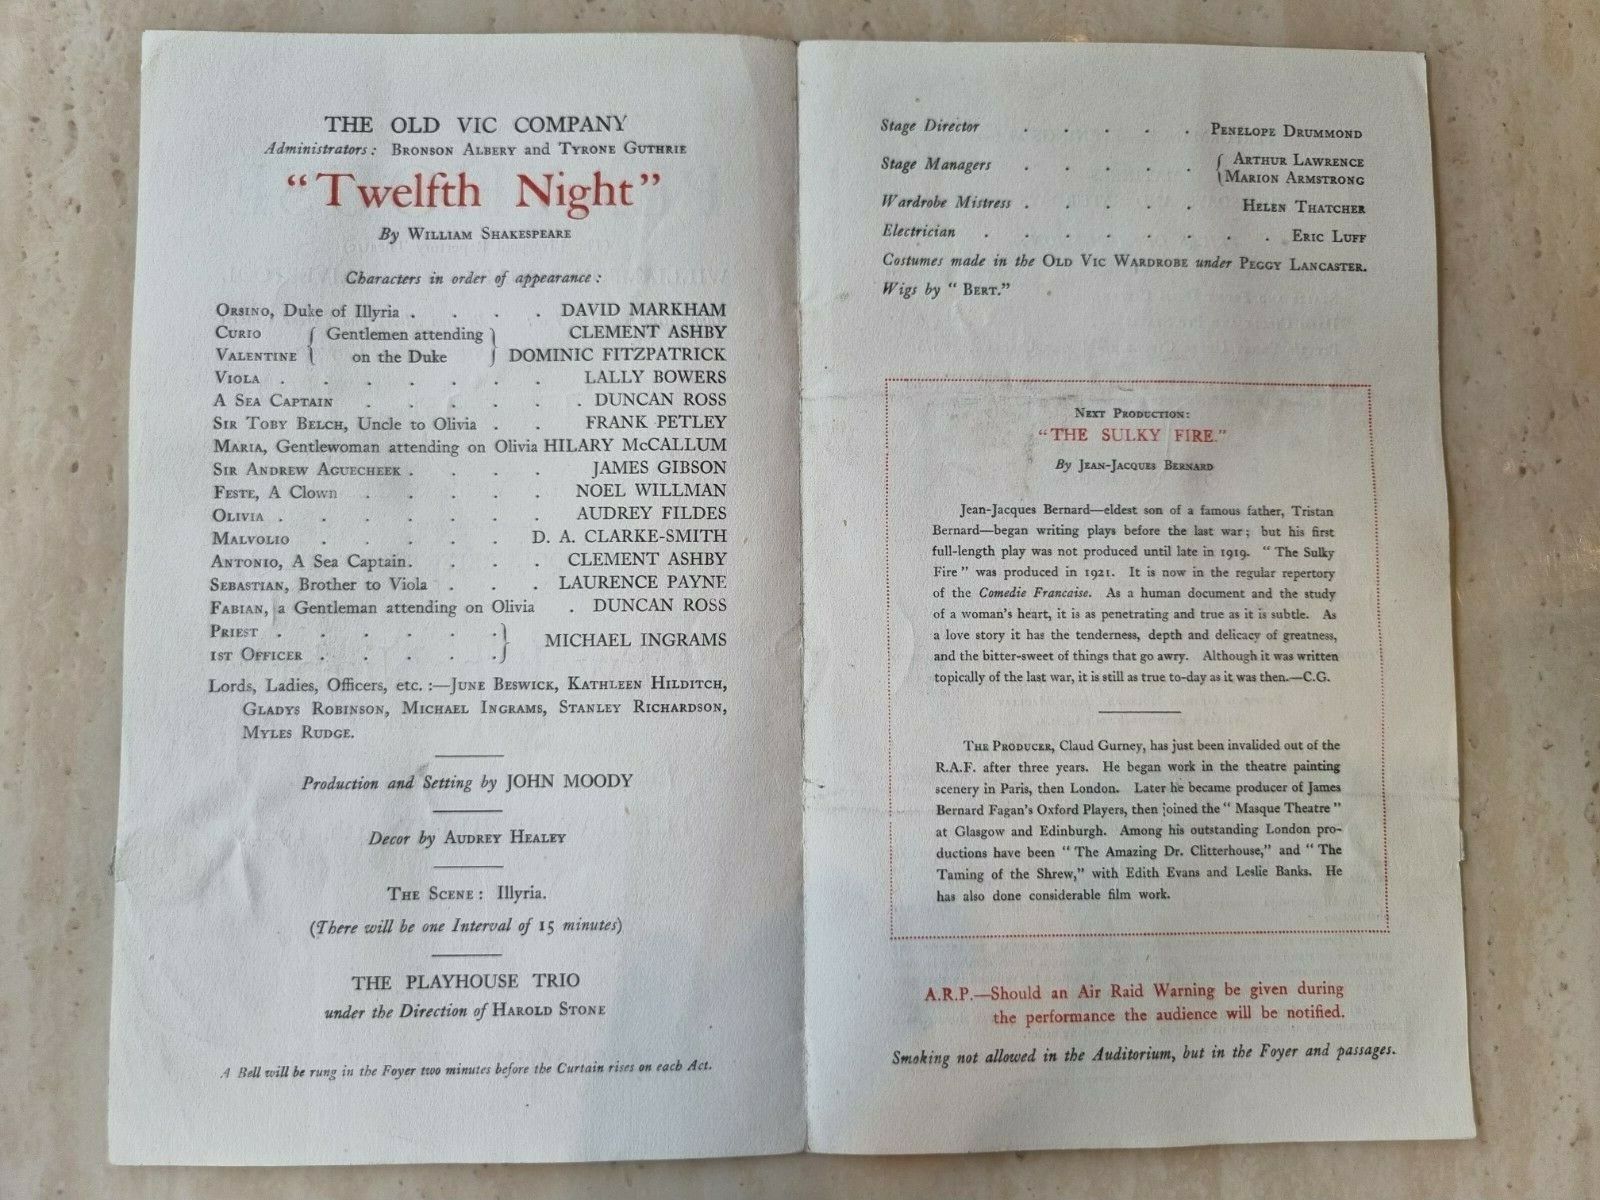 THE OLD VIC COMPANY
Administrators: BRONSON ALBERY and TYRONE GUTHRIE
"Twelfth Night"
By WILLIAM SHAKESPEARE
Characters in order of appearance:
ORSINO, Duke of Illyria . . . . DAVID MARKHAM
CURIO { Gentlemen attending } CLEMENT ASHBY
VALENTINE { on the Duke } DOMINIC FITZPATRICK
VIOLA . . . . . . . LALLY BOWERS
A SEA CAPTAIN . . . . . . DUNCAN ROSS
SIR TOBY BELCH, Uncle to Olivia . . FRANK PETLEY
MARIA, Gentlewoman attending on Olivia HILARY McCALLUM
SIR ANDREW AGUECHEEK . . . . JAMES GIBSON
FESTE, A Clown . . . . . NOEL WILLMAN
OLIVIA . . . . . . . AUDREY FILDES
MALVOLIO . . . . . D. A. CLARKE-SMITH
ANTONIO, A Sea Captain. . . . CLEMENT ASHBY
SEBASTIAN, Brother to Viola . . . LAURENCE PAYNE
FABIAN, a Gentleman attending on Olivia . DUNCAN ROSS
PRIEST . . . . . . }
MICHAEL INGRAMS
1ST OFFICER . . . . . }
Lords, Ladies, Officers, etc.:—JUNE BESWICK, KATHLEEN HILDITCH,
GLADYS ROBINSON, MICHAEL INGRAMS, STANLEY RICHARDSON,
MYLES RUDGE.
Production and Setting by JOHN MOODY
Decor by AUDREY HEALEY
THE SCENE: Illyria.
(There will be one Interval of 15 minutes)
THE PLAYHOUSE TRIO
under the Direction of HAROLD STONE
A Bell will be rung in the Foyer two minutes before the Curtain rises on each Act.
Stage Director . . . . . PENELOPE DRUMMOND
Stage Managers . . . . . { ARTHUR LAWRENCE
MARION ARMSTRONG
Wardrobe Mistress . . . . . HELEN THATCHER
Electrician . . . . . . . . ERIC LUFF
Costumes made in the OLD VIC WARDROBE under PEGGY LANCASTER.
Wigs by "BERT."
NEXT PRODUCTION:
"THE SULKY FIRE."
By JEAN-JACQUES BERNARD
Jean-Jacques Bernard—eldest son of a famous father, Tristan
Bernard—began writing plays before the last war; but his first
full-length play was not produced until late in 1919. "The Sulky
Fire" was produced in 1921. It is now in the regular repertory
of the Comedie Francaise. As a human document and the study
of a woman's heart, it is as penetrating and true as it is subtle. As
a love story it has the tenderness, depth and delicacy of greatness,
and the bitter-sweet of things that go awry. Although it was written
topically of the last war, it is still as true to-day as it was then.—C.G.
THE PRODUCER, Claud Gurney, has just been invalided out of the
R.A.F. after three years. He began work in the theatre painting
scenery in Paris, then London. Later he became producer of James
Bernard Fagan's Oxford Players, then joined the "Masque Theatre"
at Glasgow and Edinburgh. Among his outstanding London pro-
ductions have been "The Amazing Dr. Clitterhouse," and "The
Taming of the Shrew," with Edith Evans and Leslie Banks. He
has also done considerable film work.
A.R.P.—Should an Air Raid Warning be given during
the performance the audience will be notified.
Smoking not allowed in the Auditorium, but in the Foyer and passages.